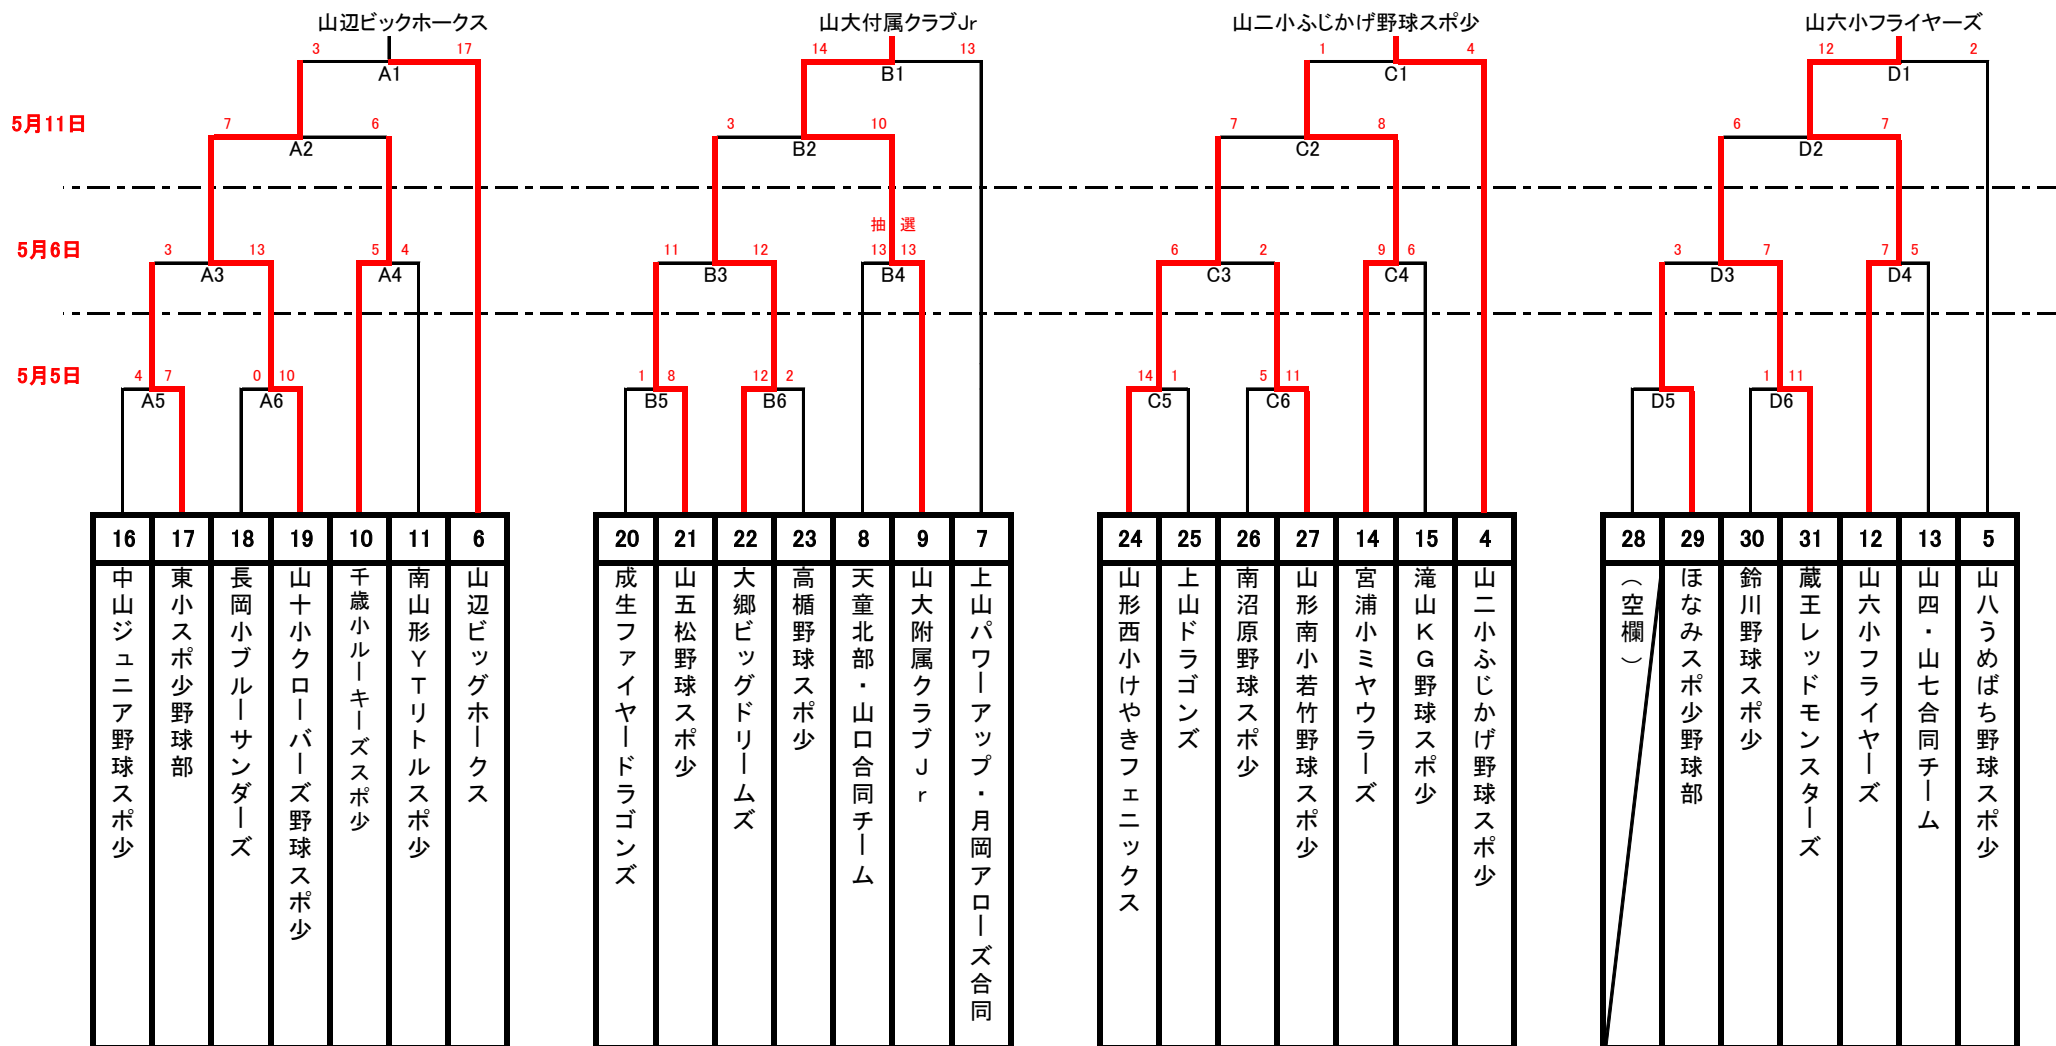 山辺ビックホークス 山大付属クラブJr 山二小ふじかげ野球スポ少 山六小フライヤーズ
3 17 14 13 1 4 12 2
A1 B1 C1 D1
5月11日 7 6 3 10 7 8 6 7
A2 B2 C2 D2
抽 選
5月6日 3 13 5 4 11 12 13 13 6 2 9 6 3 7 7 5
A3 A4 B3 B4 C3 C4 D3 D4
5月5日 4 7 0 10 1 8 12 2 14 1 5 11 1 11
A5 A6 B5 B6 C5 C6 D5 D6
16 17 18 19 10 11 6 20 21 22 23 8 9 7 24 25 26 27 14 15 4 28 29 30 31 12 13 5
中山ジュニア野球スポ少
東小スポ少野球部
長岡小ブルーサンダーズ
山十小クローバーズ野球スポ少
千歳小ルーキーズスポ少
南山形YTリトルスポ少
山辺ビッグホークス
成生ファイヤードラゴンズ
山五松野球スポ少
大郷ビッグドリームズ
高楯野球スポ少
天童北部・山口合同チーム
山大附属クラブJr
上山パワーアップ・月岡アローズ合同
山形西小けやきフェニックス
上山ドラゴンズ
南沼原野球スポ少
山形南小若竹野球スポ少
宮浦小ミヤウラーズ
滝山KG野球スポ少
山二小ふじかげ野球スポ少
（空欄）
ほなみスポ少野球部
鈴川野球スポ少
蔵王レッドモンスターズ
山六小フライヤーズ
山四・山七合同チーム
山八うめばち野球スポ少